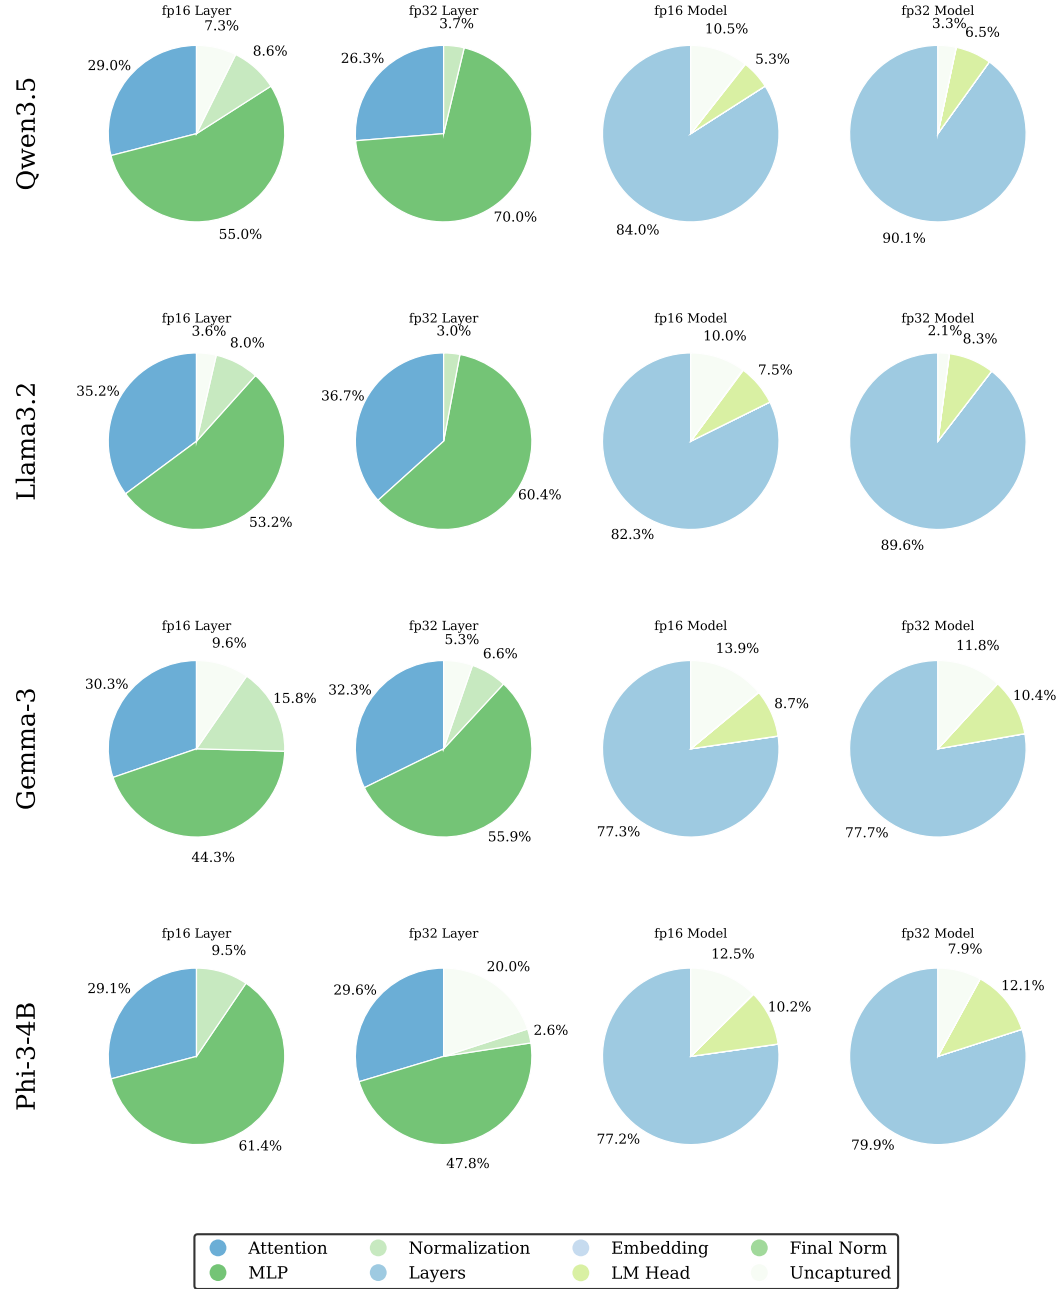 fp16 Layer
fp32 Layer
fp16 Model
fp32 Model
7.3%
8.6%
29.0%
55.0%
3.7%
26.3%
70.0%
10.5%
5.3%
84.0%
3.3%
6.5%
90.1%
Qwen3.5
fp16 Layer
fp32 Layer
fp16 Model
fp32 Model
3.6%
8.0%
35.2%
53.2%
3.0%
36.7%
60.4%
10.0%
7.5%
82.3%
2.1%
8.3%
89.6%
Llama3.2
fp16 Layer
fp32 Layer
fp16 Model
fp32 Model
9.6%
15.8%
30.3%
44.3%
5.3%
6.6%
32.3%
55.9%
13.9%
8.7%
77.3%
11.8%
10.4%
77.7%
Gemma-3
fp16 Layer
fp32 Layer
fp16 Model
fp32 Model
9.5%
29.1%
61.4%
20.0%
2.6%
29.6%
47.8%
12.5%
10.2%
77.2%
7.9%
12.1%
79.9%
Phi-3-4B
Attention
Normalization
Embedding
Final Norm
MLP
Layers
LM Head
Uncaptured